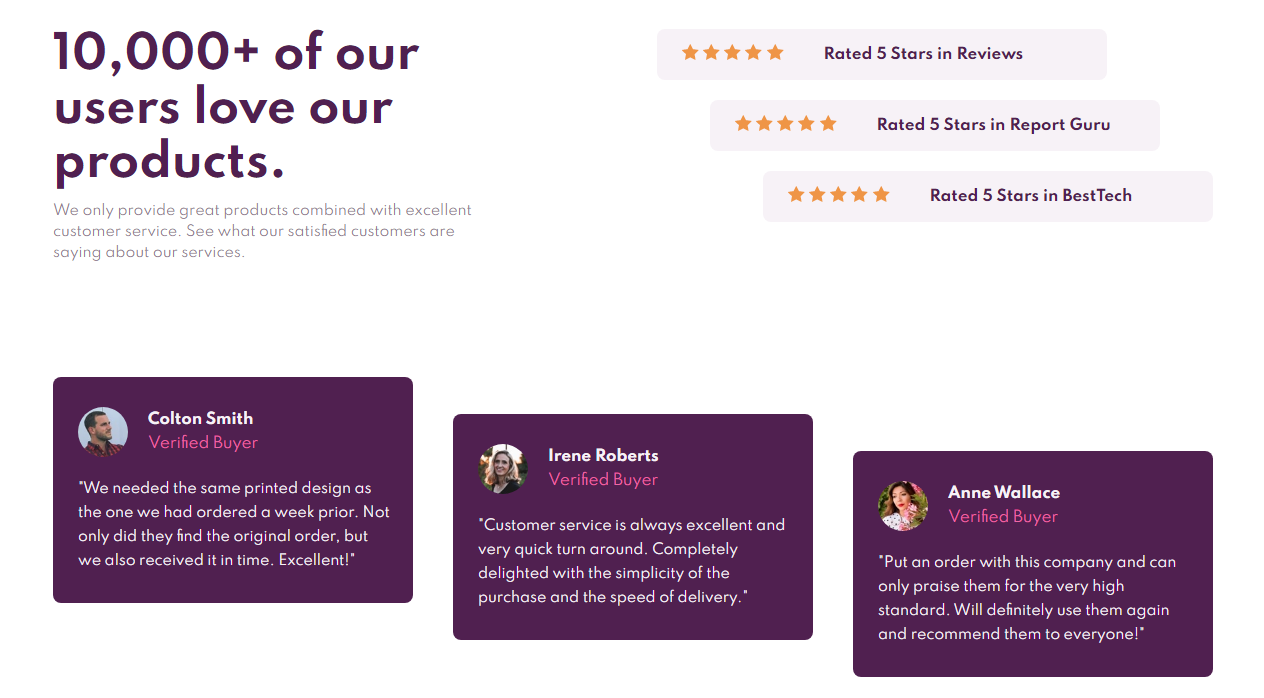 10,000+ of our
users love our
products.
We only provide great products combined with excellent
customer service. See what our satisfied customers are
saying about our services.
Rated 5 Stars in Reviews
Rated 5 Stars in Report Guru
Rated 5 Stars in BestTech
Colton Smith
Verified Buyer
"We needed the same printed design as
the one we had ordered a week prior. Not
only did they find the original order, but
we also received it in time. Excellent!"
Irene Roberts
Verified Buyer
"Customer service is always excellent and
very quick turn around. Completely
delighted with the simplicity of the
purchase and the speed of delivery."
Anne Wallace
Verified Buyer
"Put an order with this company and can
only praise them for the very high
standard. Will definitely use them again
and recommend them to everyone!"